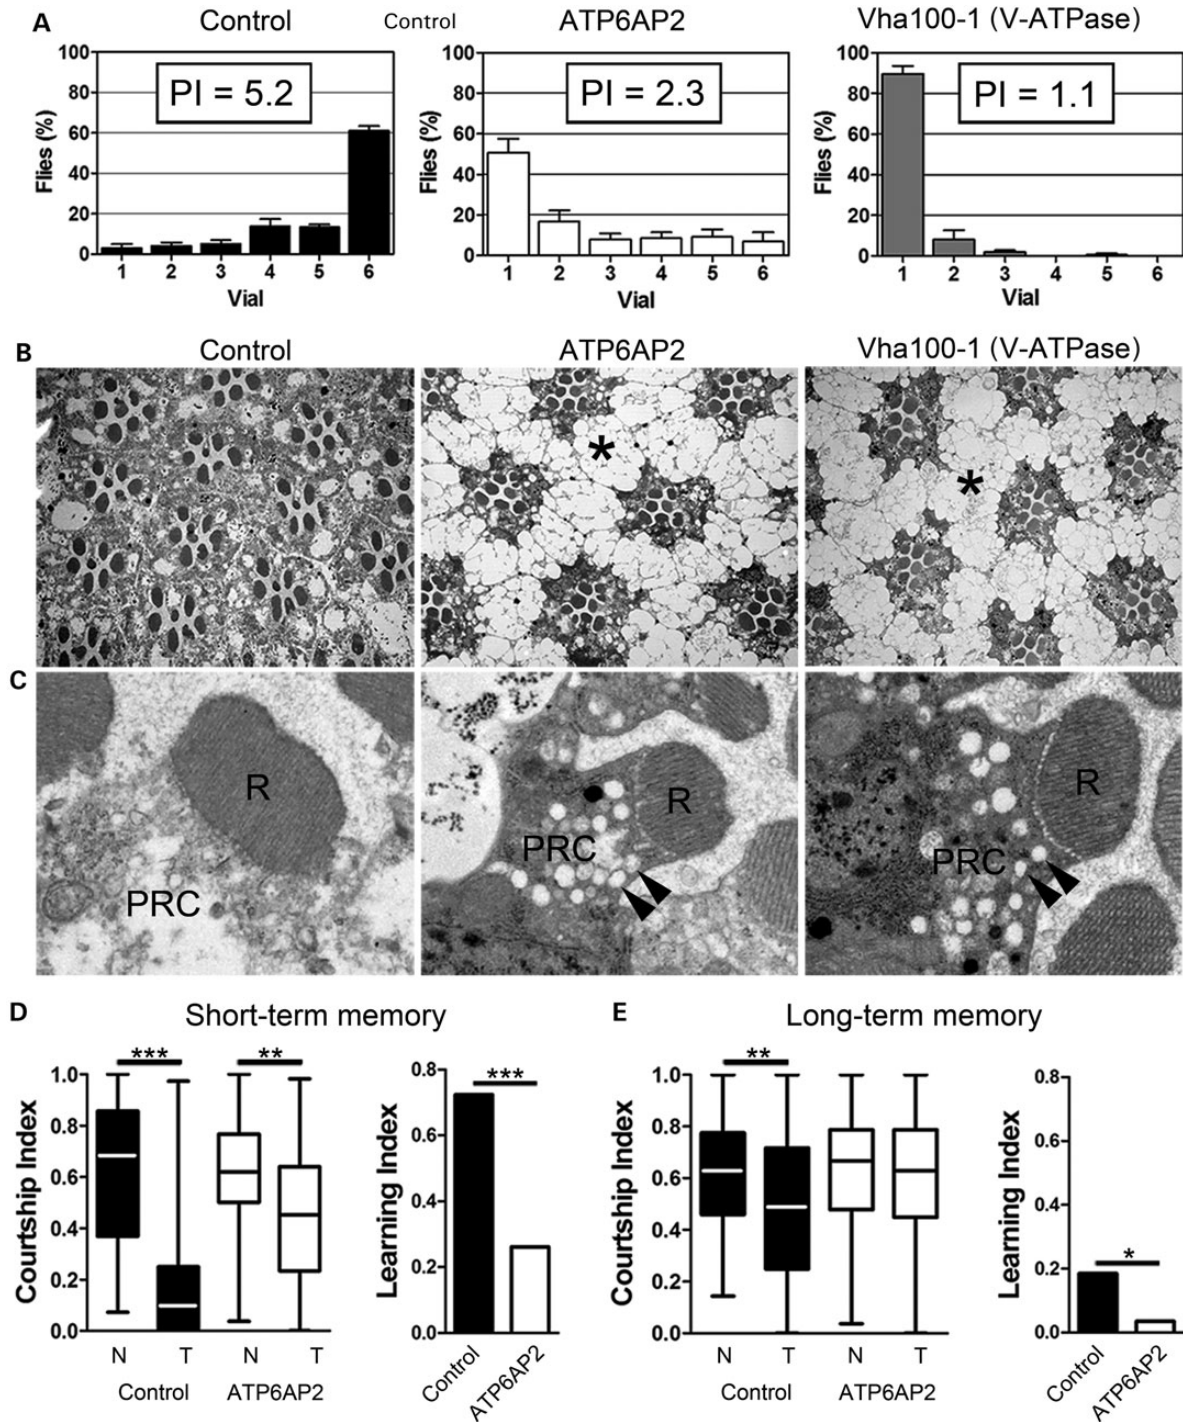 A Control Control ATP6AP2 Vha100-1 (V-ATPase)
PI = 5.2 PI = 2.3 PI = 1.1
Flies (%) Flies (%) Flies (%)
100 100 100
80 80 80
60 60 60
40 40 40
20 20 20
0 0 0
1 2 3 4 5 6 1 2 3 4 5 6 1 2 3 4 5 6
Vial Vial Vial
B Control ATP6AP2 Vha100-1 (V-ATPase)
* *
C
R R R
PRC PRC PRC
D Short-term memory
*** ** ***
Courtship Index
1.0
0.8
0.6
0.4
0.2
0.0
N T N T
Control ATP6AP2
Learning Index
0.8
0.6
0.4
0.2
0.0
Control ATP6AP2
E Long-term memory
** *
Courtship Index
1.0
0.8
0.6
0.4
0.2
0.0
N T N T
Control ATP6AP2
Learning Index
0.8
0.6
0.4
0.2
0.0
Control ATP6AP2